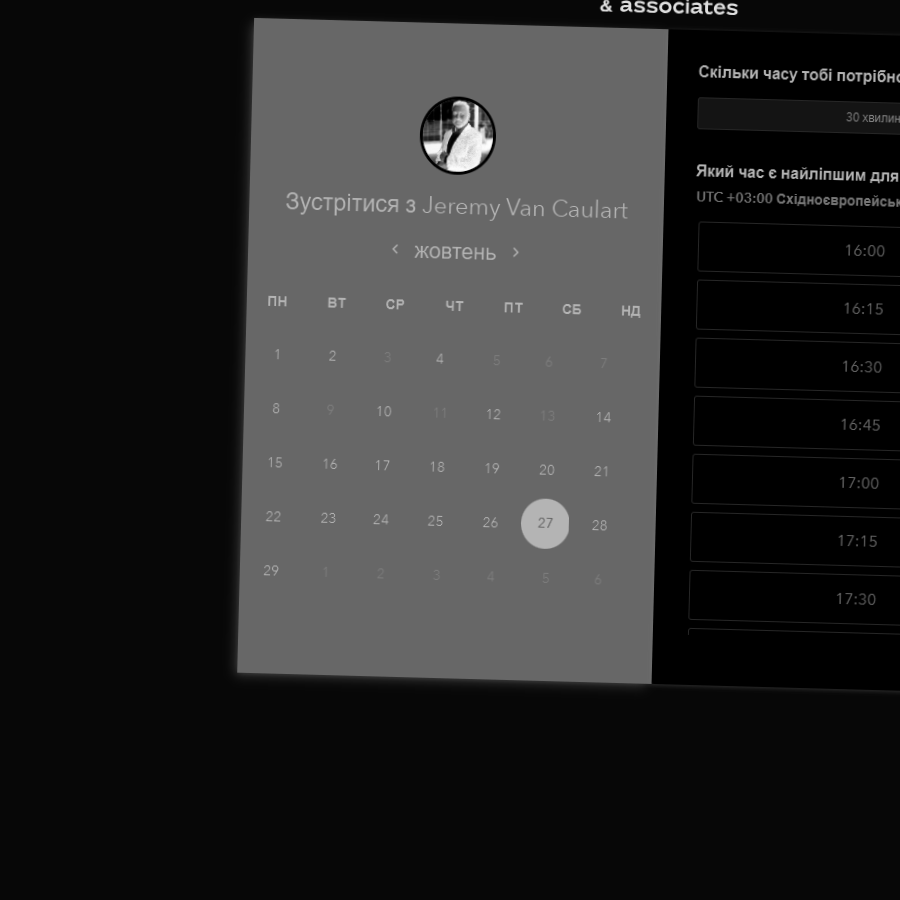 & associates
Зустрітися з Jeremy Van Caulart
жовтень
ПН ВТ СР ЧТ ПТ СБ НД
1 2 3 4 5 6 7
8 9 10 11 12 13 14
15 16 17 18 19 20 21
22 23 24 25 26 27 28
29 1 2 3 4 5 6
Скільки часу тобі потрібно
30 хвилин
Який час є найліпшим для
UTC +03:00 Східноєвропейськ
16:00
16:15
16:30
16:45
17:00
17:15
17:30